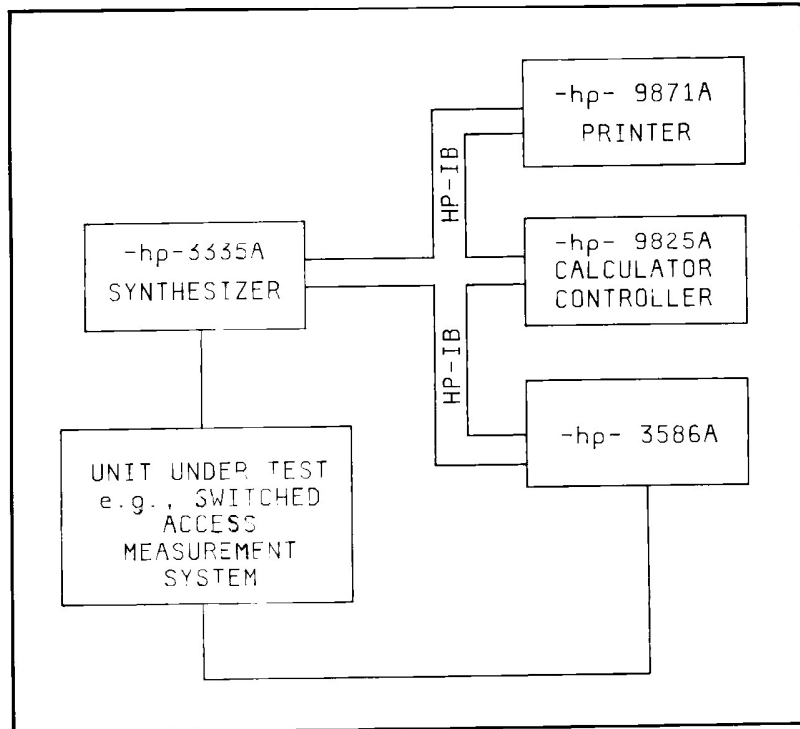 -hp- 9871A
PRINTER
HP-IB
-hp-3335A
SYNTHESIZER
-hp- 9825A
CALCULATOR
CONTROLLER
HP-IB
-hp- 3586A
UNIT UNDER TEST
e.g., SWITCHED
ACCESS
MEASUREMENT
SYSTEM